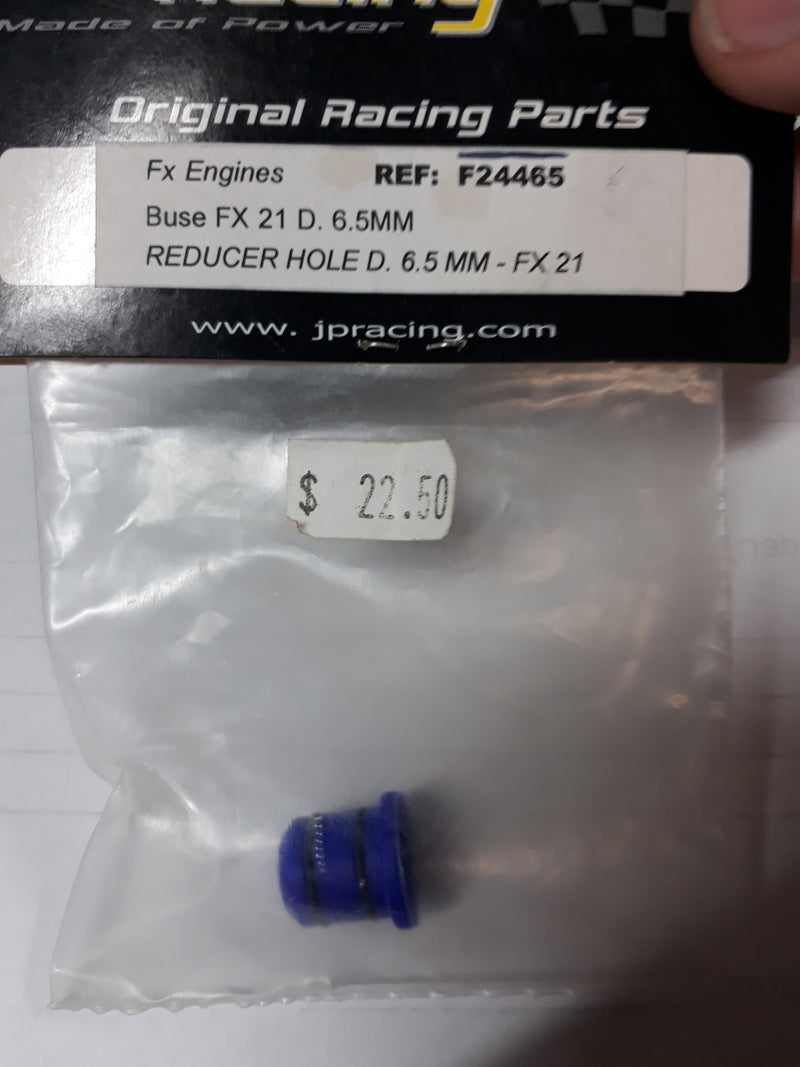 Racing
Made of Power
Original Racing Parts
Fx Engines REF: F24465
Buse FX 21 D. 6.5MM
REDUCER HOLE D. 6.5 MM - FX 21
www. jpracing.com
$ 22.50